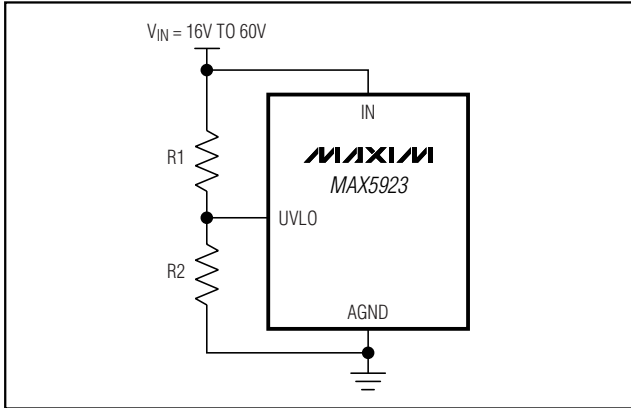 V_IN = 16V TO 60V
IN
R1
MAXIM
MAX5923
UVLO
R2
AGND